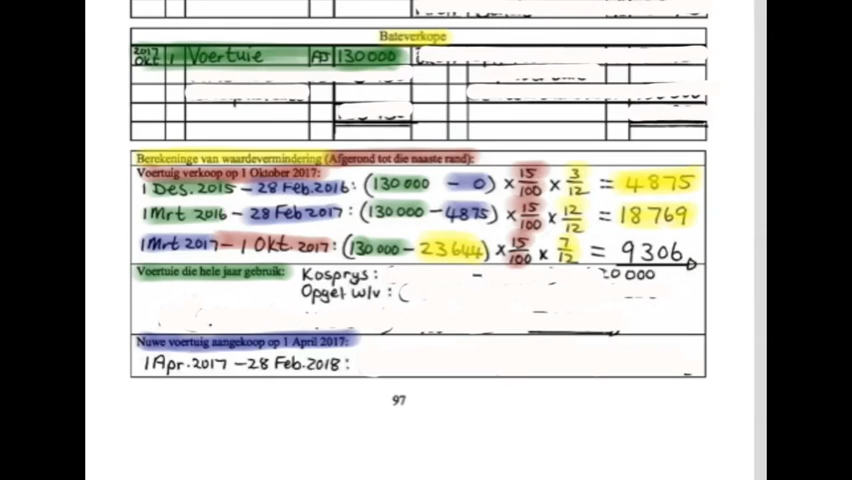 Bateverkope
2017
Okt 1 Voertuie AJ 130 000
Berekeninge van waardevermindering (Afgerond tot die naaste rand):
Voertuig verkoop op 1 Oktober 2017:
1 Des. 2015 – 28 Feb. 2016: (130 000 – 0) × 15/100 × 3/12 = 4875
1 Mrt 2016 – 28 Feb 2017: (130 000 – 4875) × 15/100 × 12/12 = 18 769
1 Mrt 2017 – 1 Okt. 2017: (130 000 – 23 644) × 15/100 × 7/12 = 9306
Voertuie die hele jaar gebruik: Kosprys: 20 000
Opgel w/v: (
Nuwe voertuig aangekoop op 1 April 2017:
1 Apr. 2017 – 28 Feb. 2018:
97